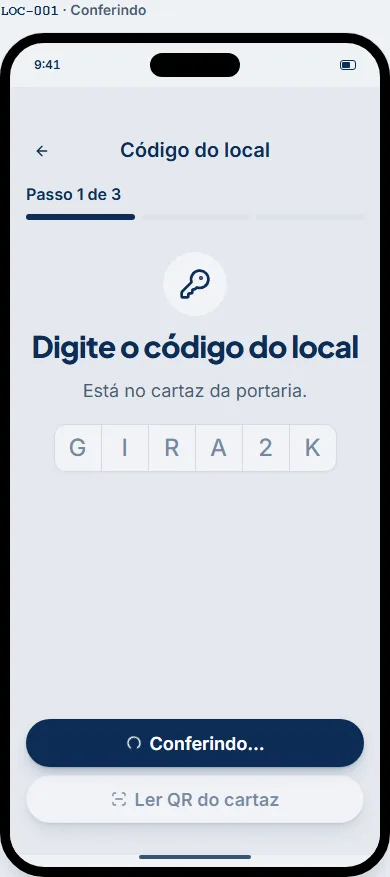 LOC-001 · Conferindo
9:41
Código do local
Passo 1 de 3
Digite o código do local
Está no cartaz da portaria.
G I R A 2 K
Conferindo...
Ler QR do cartaz